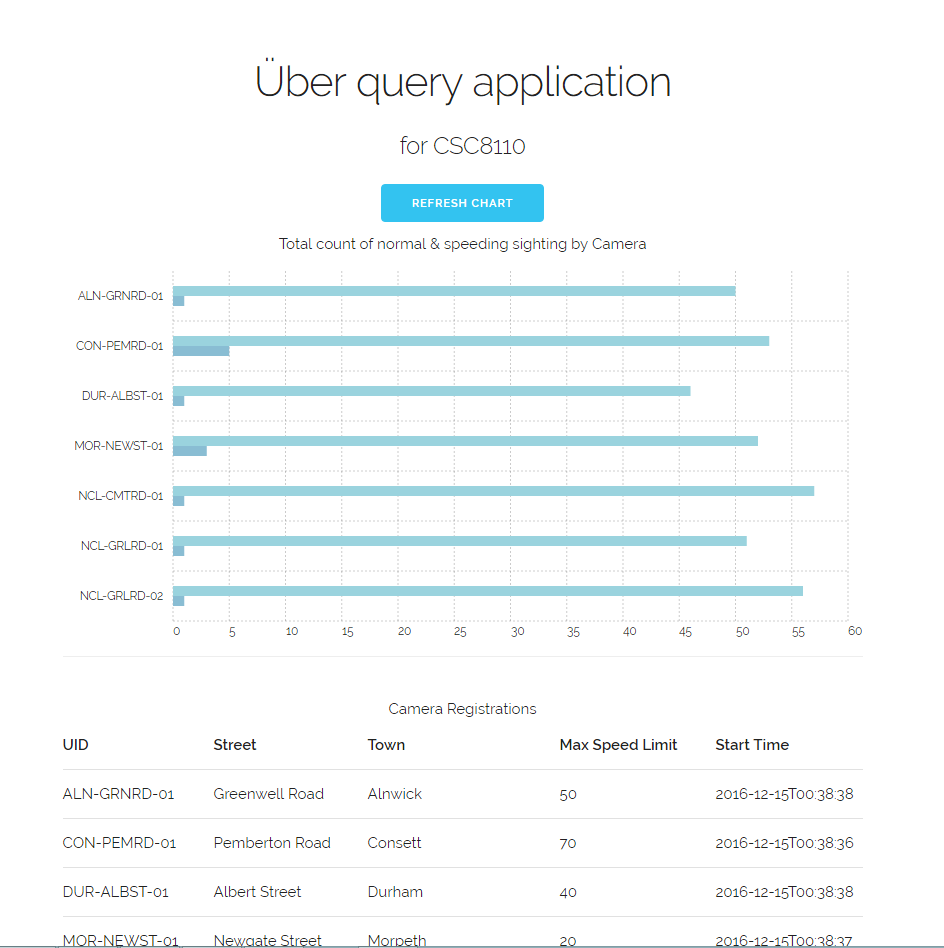 Über query application
for CSC8110
REFRESH CHART
Total count of normal & speeding sighting by Camera
ALN-GRNRD-01
CON-PEMRD-01
DUR-ALBST-01
MOR-NEWST-01
NCL-CMTRD-01
NCL-GRLRD-01
NCL-GRLRD-02
0 5 10 15 20 25 30 35 40 45 50 55 60
Camera Registrations
UID Street Town Max Speed Limit Start Time
ALN-GRNRD-01 Greenwell Road Alnwick 50 2016-12-15T00:38:38
CON-PEMRD-01 Pemberton Road Consett 70 2016-12-15T00:38:36
DUR-ALBST-01 Albert Street Durham 40 2016-12-15T00:38:38
MOR-NEWST-01 Newgate Street Morpeth 20 2016-12-15T00:38:37